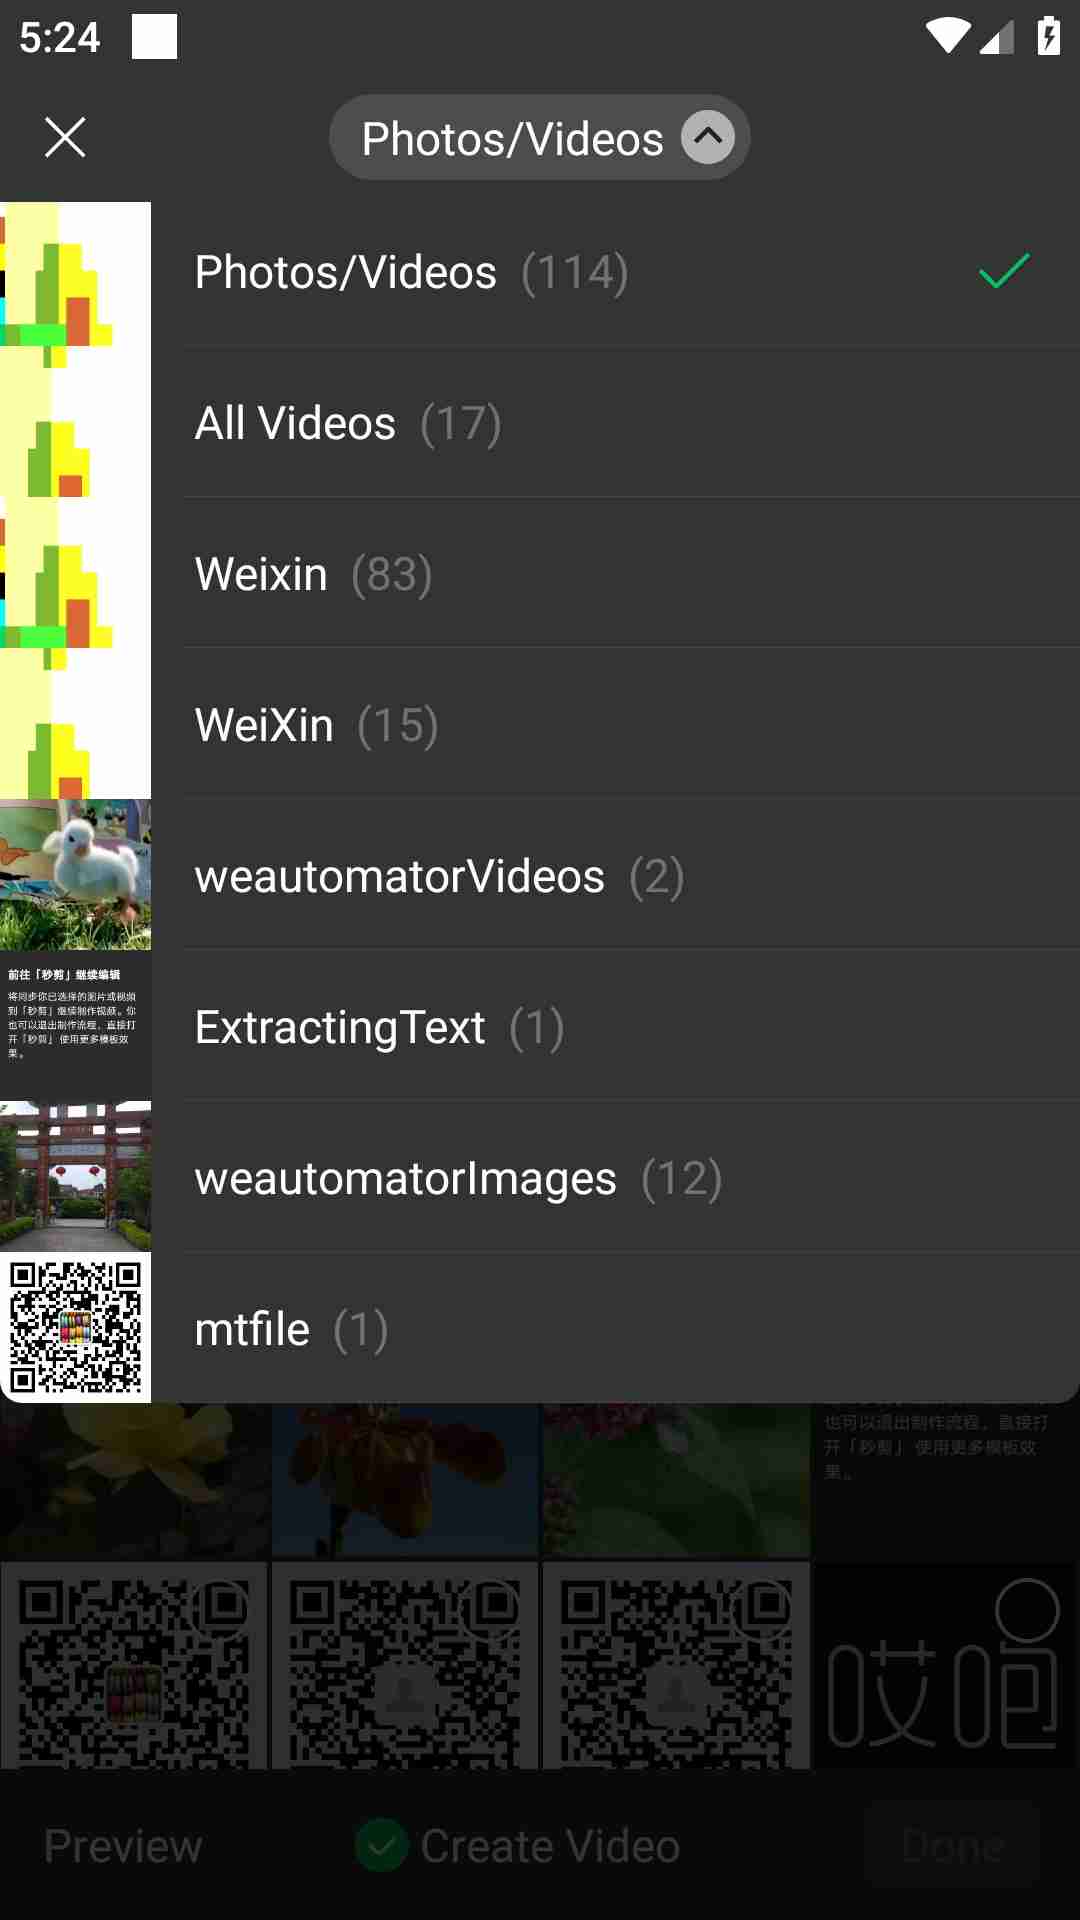 5:24
Photos/Videos
Photos/Videos (114)
All Videos (17)
Weixin (83)
WeiXin (15)
weautomatorVideos (2)
前往「秒剪」继续编辑
将同步你已选择的图片或视频
到「秒剪」继续制作视频。你
也可以退出制作流程，直接打
开「秒剪」使用更多模板效
果。
ExtractingText (1)
weautomatorImages (12)
mtfile (1)
也可以退出制作流程，直接打
开「秒剪」使用更多模板效
果。
哎吧
Preview
Create Video
Done